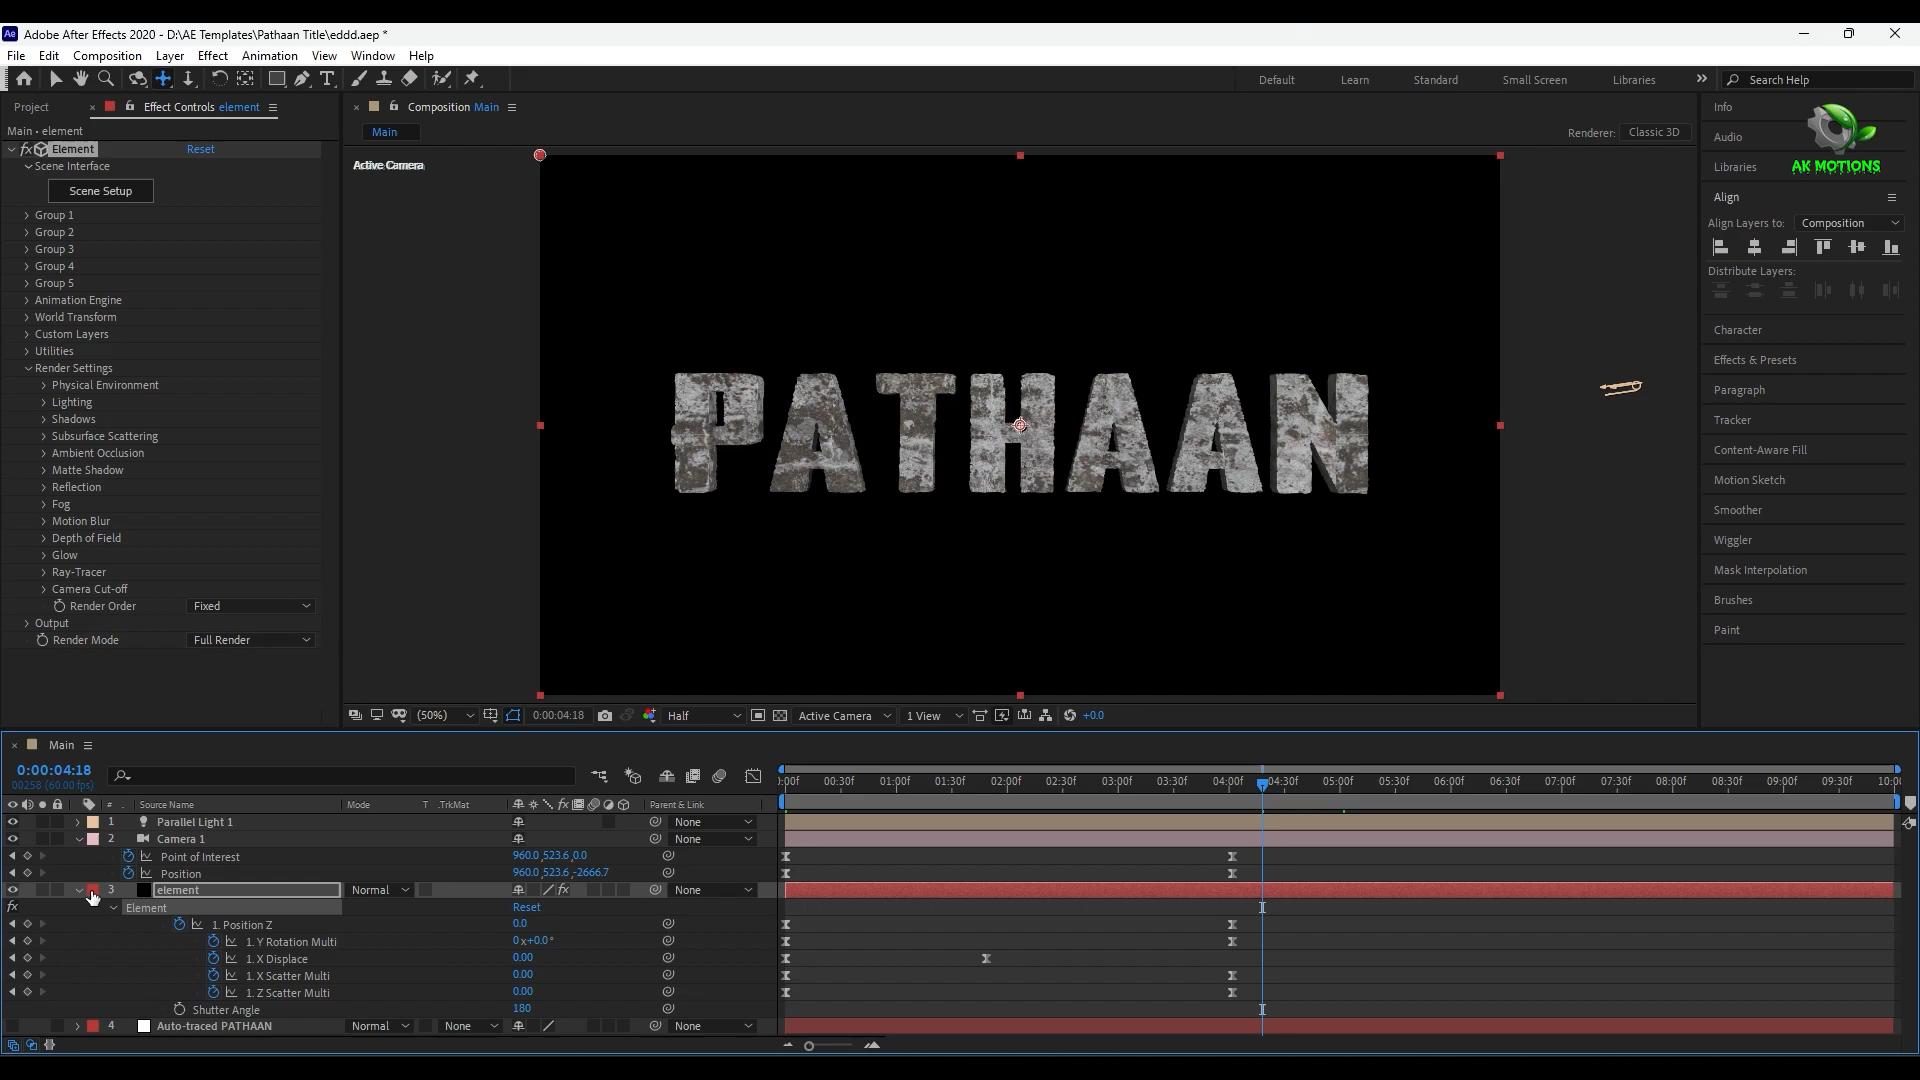 Ae Adobe After Effects 2020 - D:\AE Templates\Pathaan Title\eddd.aep *
File Edit Composition Layer Effect Animation View Window Help
Default Learn Standard Small Screen Libraries » Search Help
Project × Effect Controls element
Main • element
fx Element Reset
Scene Interface
Scene Setup
Group 1
Group 2
Group 3
Group 4
Group 5
Animation Engine
World Transform
Custom Layers
Utilities
Render Settings
Physical Environment
Lighting
Shadows
Subsurface Scattering
Ambient Occlusion
Matte Shadow
Reflection
Fog
Motion Blur
Depth of Field
Glow
Ray-Tracer
Camera Cut-off
Render Order Fixed
Output
Render Mode Full Render
× Composition Main
Main
Renderer: Classic 3D
Active Camera
PATHAAN
(50%) 0:00:04:18 Half Active Camera 1 View +0.0
Info
Audio
Libraries
AK MOTIONS
Align
Align Layers to: Composition
Distribute Layers:
Character
Effects & Presets
Paragraph
Tracker
Content-Aware Fill
Motion Sketch
Smoother
Wiggler
Mask Interpolation
Brushes
Paint
× Main
0:00:04:18
00258 (60.00 fps)
):00f 00:30f 01:00f 01:30f 02:00f 02:30f 03:00f 03:30f 04:00f 04:30f 05:00f 05:30f 06:00f 06:30f 07:00f 07:30f 08:00f 08:30f 09:00f 09:30f 10:0(
# Source Name Mode T .TrkMat fx Parent & Link
1 Parallel Light 1 None
2 Camera 1 None
Point of Interest 960.0,523.6,0.0
Position 960.0,523.6,-2666.7
3 element Normal fx None
fx Element Reset
1. Position Z 0.0
1. Y Rotation Multi 0x+0.0°
1. X Displace 0.00
1. X Scatter Multi 0.00
1. Z Scatter Multi 0.00
Shutter Angle 180
4 Auto-traced PATHAAN Normal None None